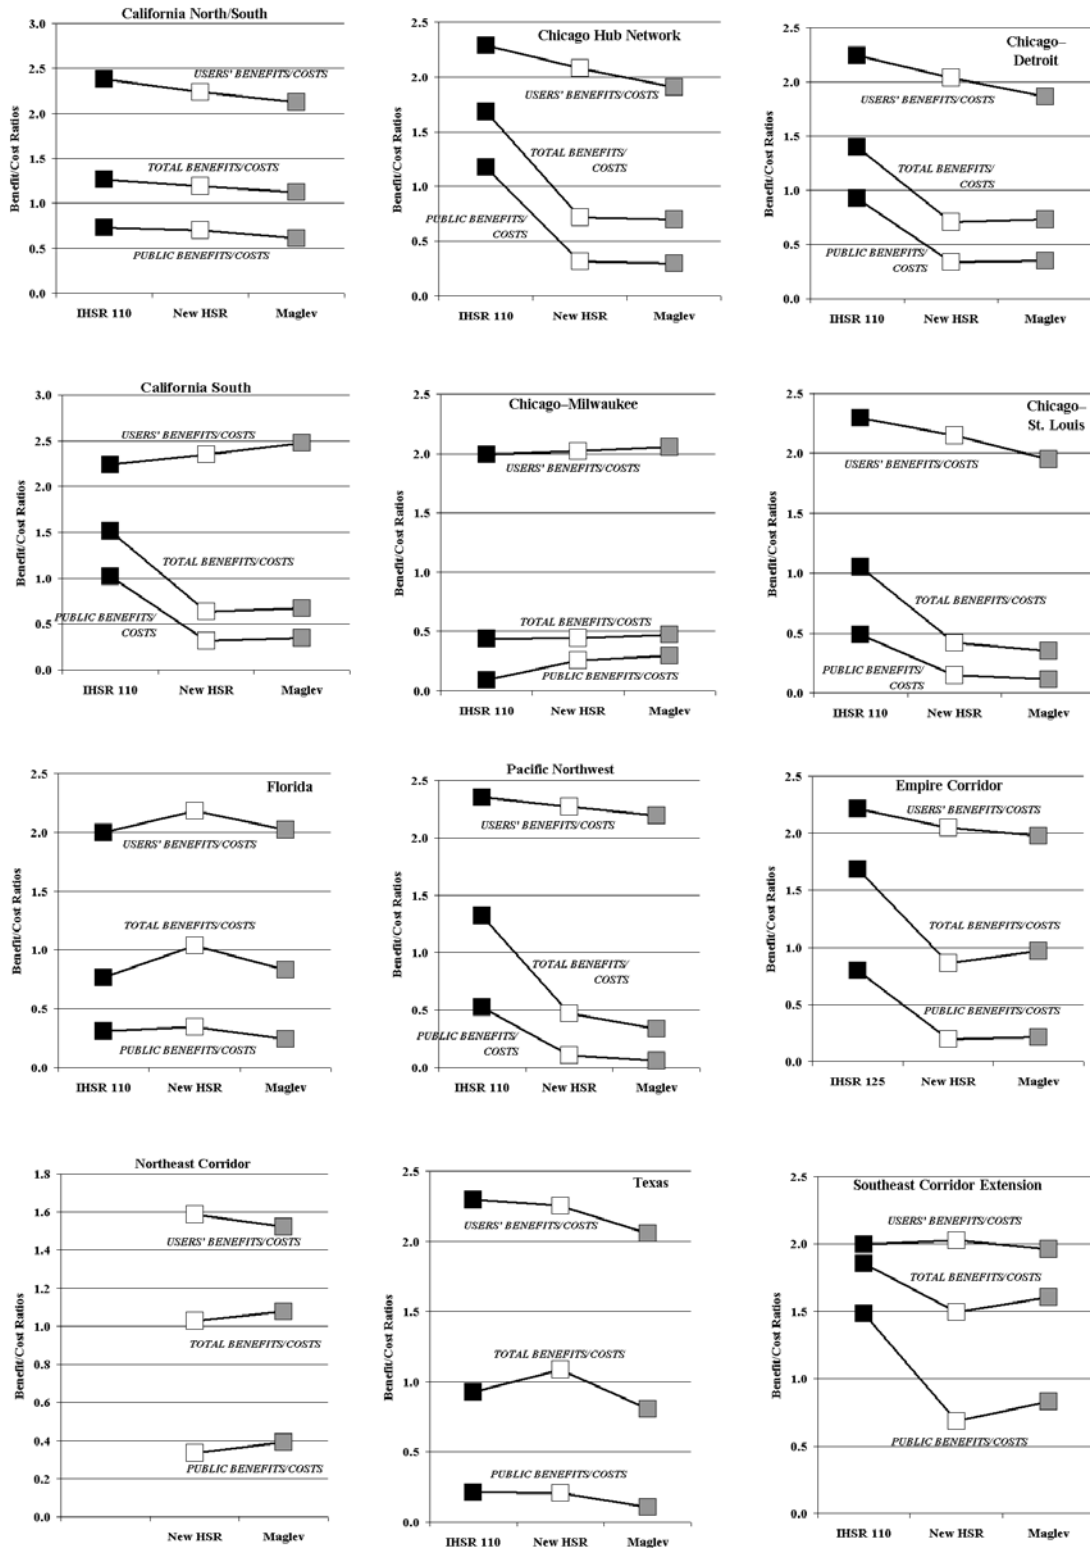 California North/South
3.0
2.5
2.0
1.5
1.0
0.5
0.0
Benefit/Cost Ratios
USERS' BENEFITS/COSTS
TOTAL BENEFITS/COSTS
PUBLIC BENEFITS/COSTS
IHSR 110 New HSR Maglev
Chicago Hub Network
2.5
2.0
1.5
1.0
0.5
0.0
Benefit/Cost Ratios
USERS' BENEFITS/COSTS
TOTAL BENEFITS/
COSTS
PUBLIC BENEFITS/
COSTS
IHSR 110 New HSR Maglev
Chicago–
Detroit
2.5
2.0
1.5
1.0
0.5
0.0
Benefit/Cost Ratios
USERS' BENEFITS/COSTS
TOTAL BENEFITS/
COSTS
PUBLIC BENEFITS/
COSTS
IHSR 110 New HSR Maglev
California South
3.0
2.5
2.0
1.5
1.0
0.5
0.0
Benefit/Cost Ratios
USERS' BENEFITS/COSTS
TOTAL BENEFITS/COSTS
PUBLIC BENEFITS/
COSTS
IHSR 110 New HSR Maglev
Chicago–Milwaukee
2.5
2.0
1.5
1.0
0.5
0.0
Benefit/Cost Ratios
USERS' BENEFITS/COSTS
TOTAL BENEFITS/COSTS
PUBLIC BENEFITS/COSTS
IHSR 110 New HSR Maglev
Chicago–
St. Louis
2.5
2.0
1.5
1.0
0.5
0.0
Benefit/Cost Ratios
USERS' BENEFITS/COSTS
TOTAL BENEFITS/COSTS
PUBLIC BENEFITS/
COSTS
IHSR 110 New HSR Maglev
Florida
2.5
2.0
1.5
1.0
0.5
0.0
Benefit/Cost Ratios
USERS' BENEFITS/COSTS
TOTAL BENEFITS/COSTS
PUBLIC BENEFITS/COSTS
IHSR 110 New HSR Maglev
Pacific Northwest
2.5
2.0
1.5
1.0
0.5
0.0
Benefit/Cost Ratios
USERS' BENEFITS/COSTS
TOTAL BENEFITS/
COSTS
PUBLIC BENEFITS/
COSTS
IHSR 110 New HSR Maglev
Empire Corridor
2.5
2.0
1.5
1.0
0.5
0.0
Benefit/Cost Ratios
USERS' BENEFITS/COSTS
TOTAL BENEFITS/COSTS
PUBLIC BENEFITS/COSTS
IHSR 125 New HSR Maglev
Northeast Corridor
1.8
1.6
1.4
1.2
1.0
0.8
0.6
0.4
0.2
0.0
Benefit/Cost Ratios
USERS' BENEFITS/COSTS
TOTAL BENEFITS/COSTS
PUBLIC BENEFITS/COSTS
New HSR Maglev
Texas
2.5
2.0
1.5
1.0
0.5
0.0
Benefit/Cost Ratios
USERS' BENEFITS/COSTS
TOTAL BENEFITS/COSTS
PUBLIC BENEFITS/COSTS
IHSR 110 New HSR Maglev
Southeast Corridor Extension
2.5
2.0
1.5
1.0
0.5
0.0
Benefit/Cost Ratios
USERS' BENEFITS/COSTS
TOTAL BENEFITS/COSTS
PUBLIC BENEFITS/COSTS
IHSR 110 New HSR Maglev